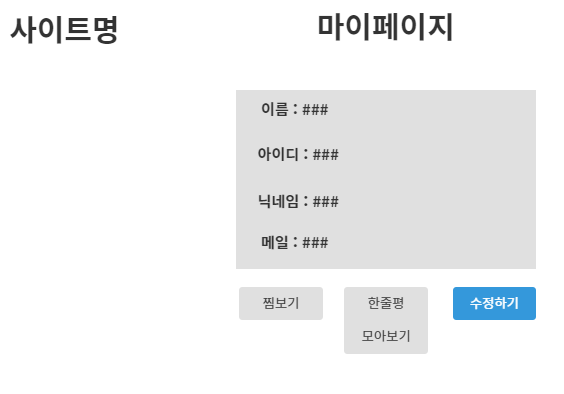 사이트명
마이페이지
이름 : ###
아이디 : ###
닉네임 : ###
메일 : ###
찜보기
한줄평
모아보기
수정하기